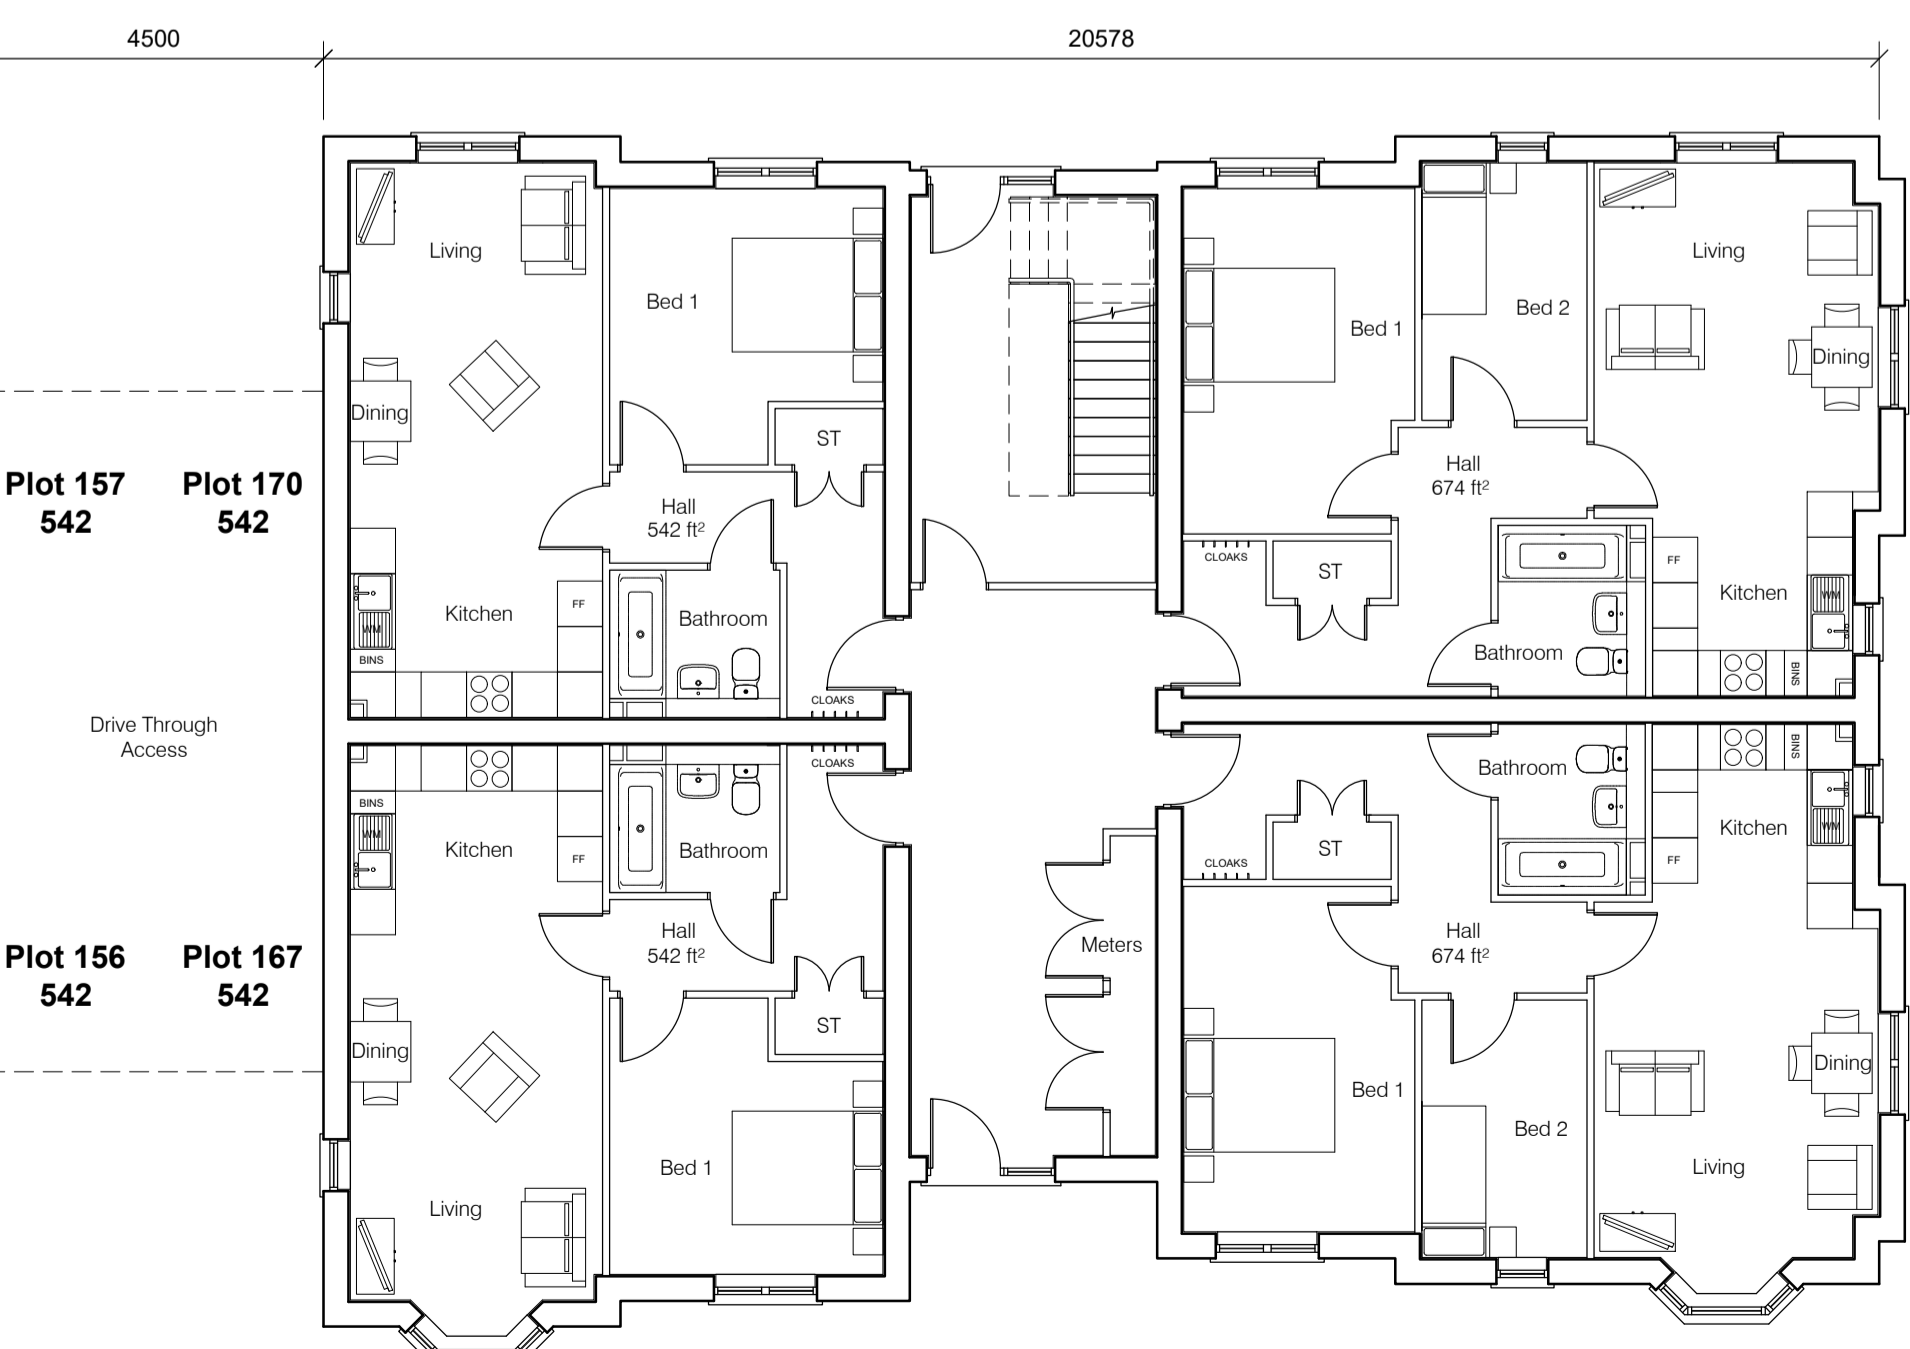 4500
20578
Living
Bed 1
Dining
ST
Hall
542 ft²
Kitchen
FF
WM
BINS
Bathroom
CLOAKS
Bed 1
Bed 2
Living
Dining
Hall
674 ft²
CLOAKS
ST
FF
Kitchen
WM
Bathroom
BINS
Plot 157
542
Plot 170
542
Drive Through
Access
Plot 156
542
Plot 167
542
CLOAKS
BINS
WM
Kitchen
FF
Bathroom
Hall
542 ft²
ST
Dining
Bed 1
Living
Meters
Bathroom
BINS
Kitchen
WM
FF
ST
CLOAKS
Hall
674 ft²
Bed 1
Bed 2
Dining
Living